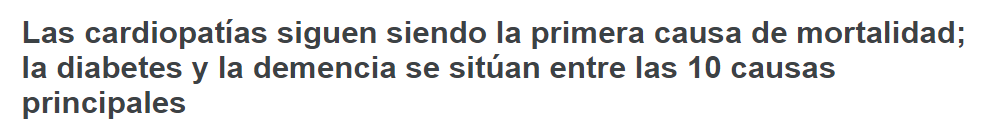 Las cardiopatías siguen siendo la primera causa de mortalidad;
la diabetes y la demencia se sitúan entre las 10 causas
principales